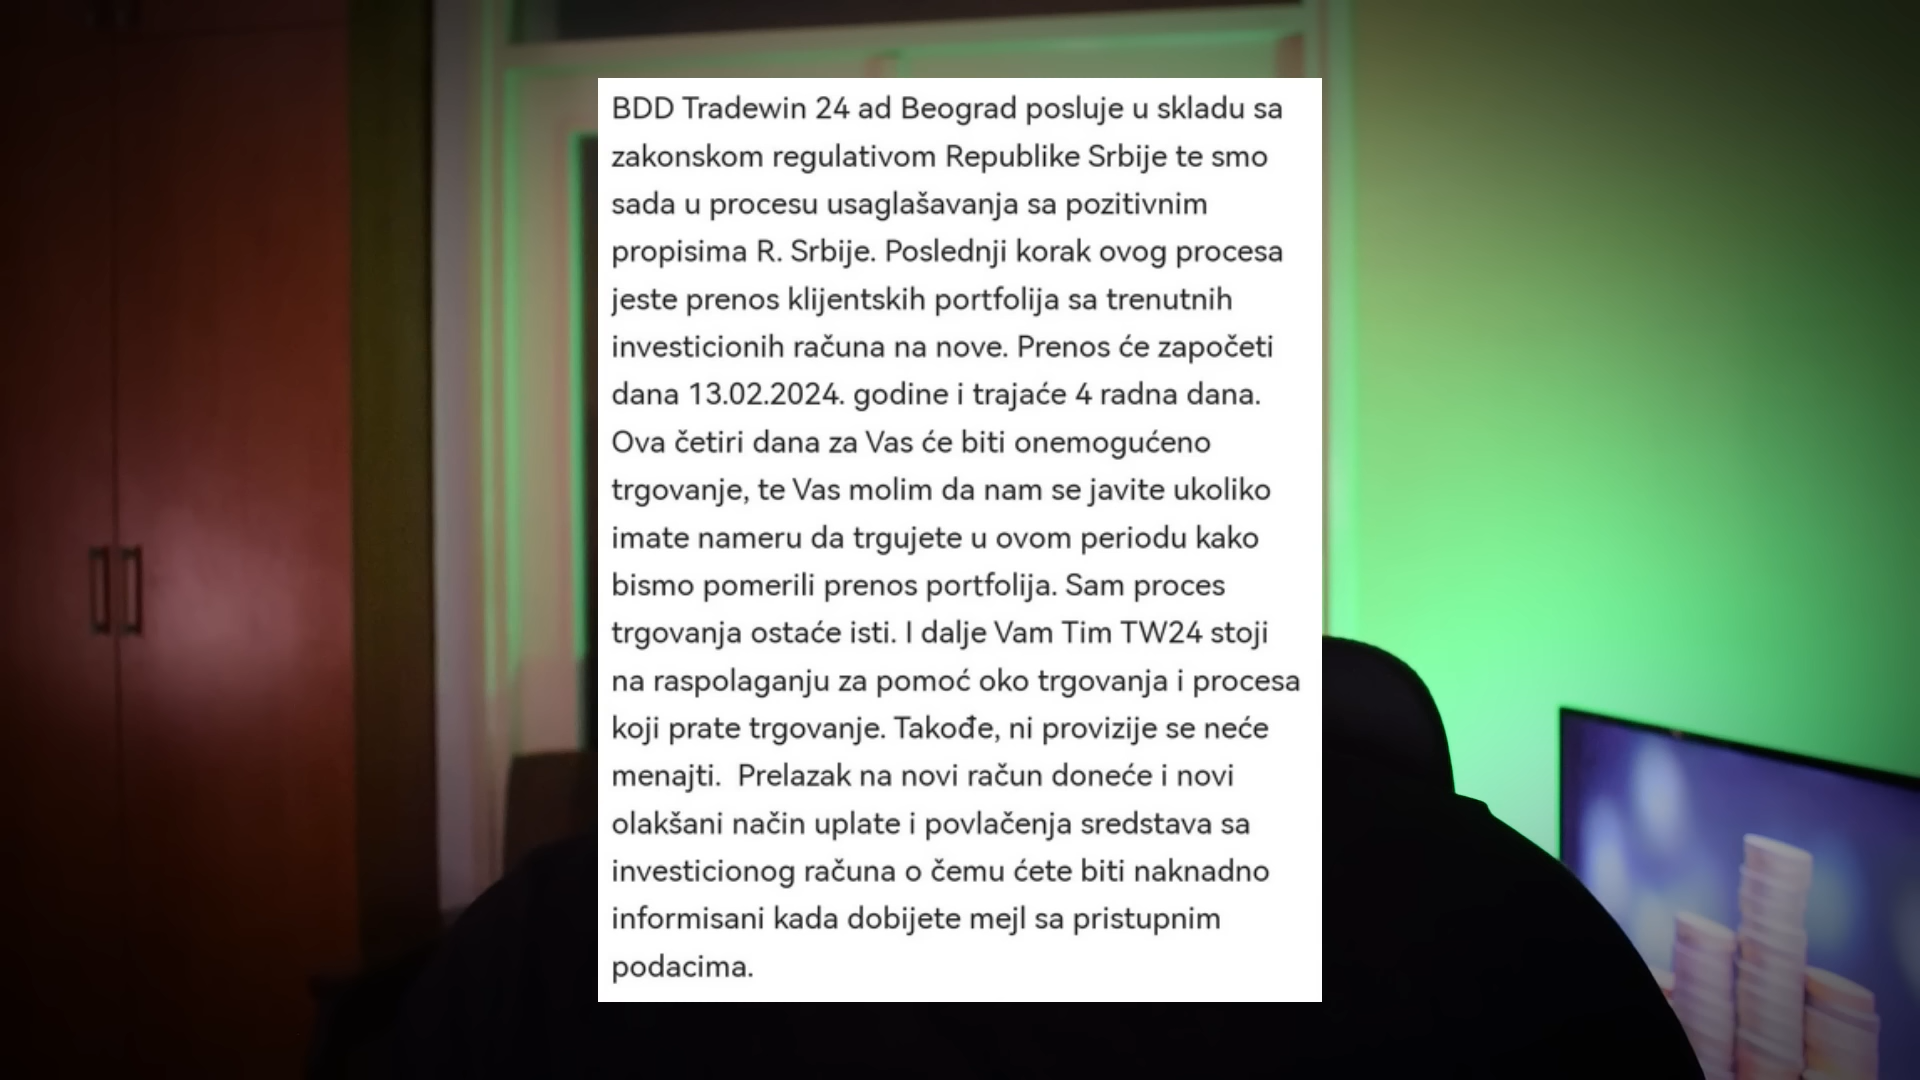 BDD Tradewin 24 ad Beograd posluje u skladu sa
zakonskom regulativom Republike Srbije te smo
sada u procesu usaglašavanja sa pozitivnim
propisima R. Srbije. Poslednji korak ovog procesa
jeste prenos klijentskih portfolija sa trenutnih
investicionih računa na nove. Prenos će započeti
dana 13.02.2024. godine i trajaće 4 radna dana.
Ova četiri dana za Vas će biti onemogućeno
trgovanje, te Vas molim da nam se javite ukoliko
imate nameru da trgujete u ovom periodu kako
bismo pomerili prenos portfolija. Sam proces
trgovanja ostaće isti. I dalje Vam Tim TW24 stoji
na raspolaganju za pomoć oko trgovanja i procesa
koji prate trgovanje. Takođe, ni provizije se neće
menajti.  Prelazak na novi račun doneće i novi
olakšani način uplate i povlačenja sredstava sa
investicionog računa o čemu ćete biti naknadno
informisani kada dobijete mejl sa pristupnim
podacima.